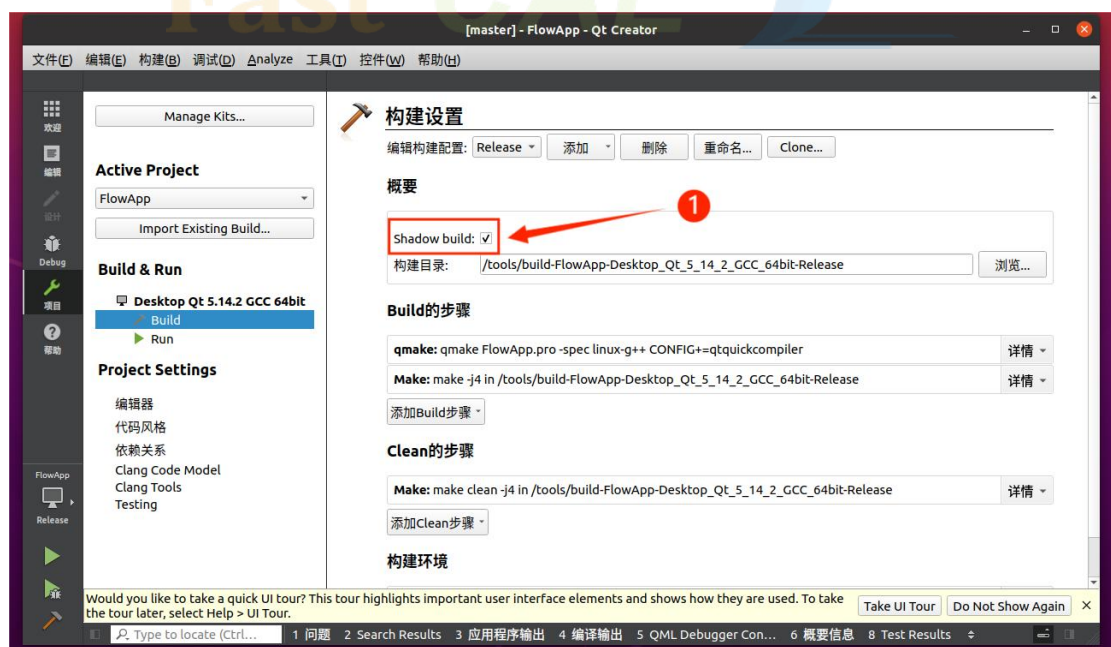 Fast CAE
[master] - FlowApp - Qt Creator
文件(F) 编辑(E) 构建(B) 调试(D) Analyze 工具(T) 控件(W) 帮助(H)
欢迎
编辑
设计
Debug
项目
帮助
FlowApp
Release
Manage Kits...
Active Project
FlowApp
Import Existing Build...
Build & Run
Desktop Qt 5.14.2 GCC 64bit
Build
Run
Project Settings
编辑器
代码风格
依赖关系
Clang Code Model
Clang Tools
Testing
构建设置
编辑构建配置: Release 添加 删除 重命名... Clone...
概要
1
Shadow build:
构建目录: /tools/build-FlowApp-Desktop_Qt_5_14_2_GCC_64bit-Release 浏览...
Build的步骤
qmake: qmake FlowApp.pro -spec linux-g++ CONFIG+=qtquickcompiler 详情
Make: make -j4 in /tools/build-FlowApp-Desktop_Qt_5_14_2_GCC_64bit-Release 详情
添加Build步骤
Clean的步骤
Make: make clean -j4 in /tools/build-FlowApp-Desktop_Qt_5_14_2_GCC_64bit-Release 详情
添加Clean步骤
构建环境
Would you like to take a quick UI tour? This tour highlights important user interface elements and shows how they are used. To take
the tour later, select Help > UI Tour.
Take UI Tour Do Not Show Again
Type to locate (Ctrl... 1 问题 2 Search Results 3 应用程序输出 4 编译输出 5 QML Debugger Con... 6 概要信息 8 Test Results